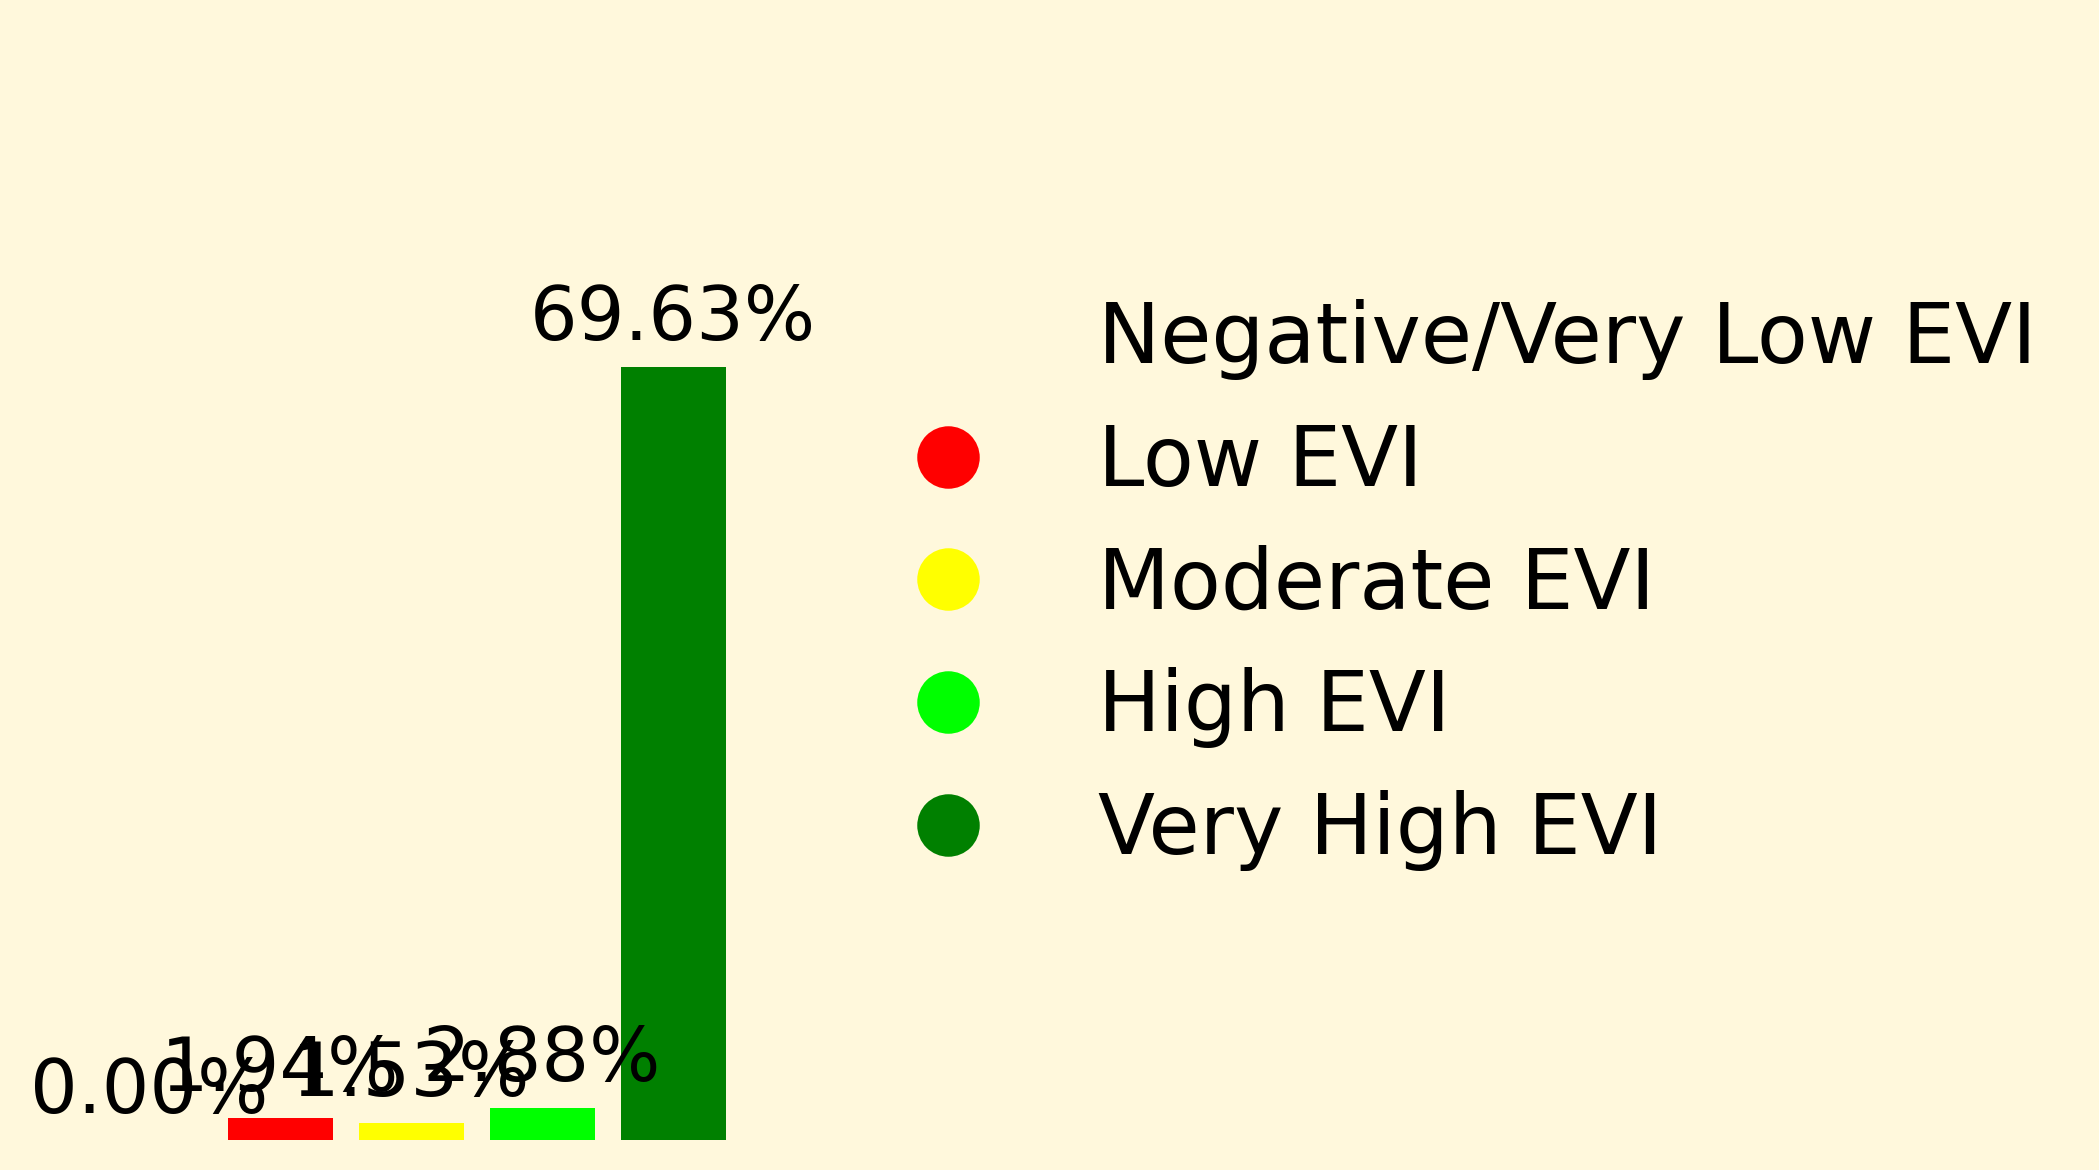 69.63%
0.00%
1.94%
1.53%
2.88%
Negative/Very Low EVI
Low EVI
Moderate EVI
High EVI
Very High EVI